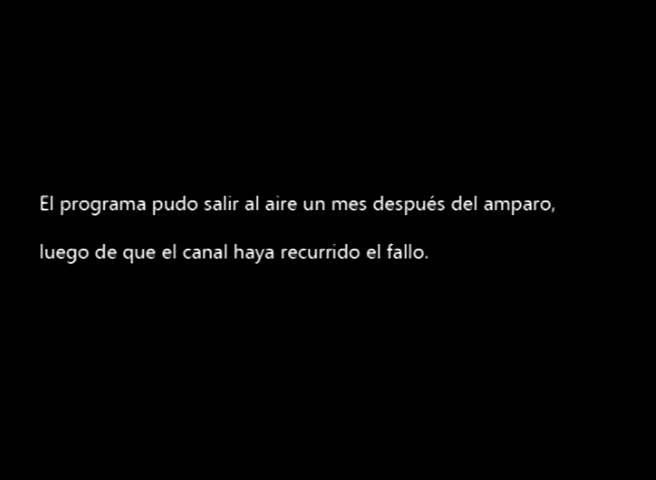 El programa pudo salir al aire un mes después del amparo,
luego de que el canal haya recurrido el fallo.